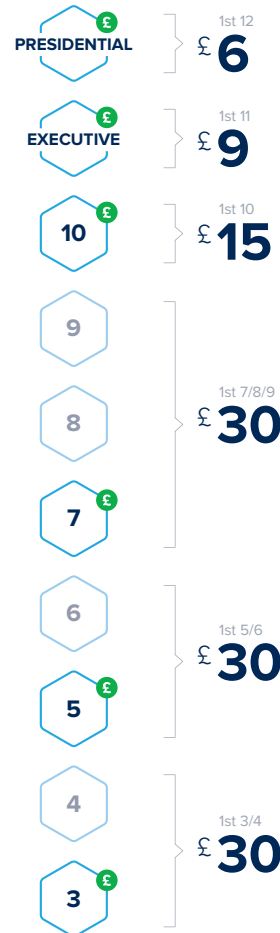 £
PRESIDENTIAL
1st 12
£ 6
£
EXECUTIVE
1st 11
£ 9
£
10
1st 10
£ 15
9
8
£
7
1st 7/8/9
£ 30
6
£
5
1st 5/6
£ 30
4
£
3
1st 3/4
£ 30